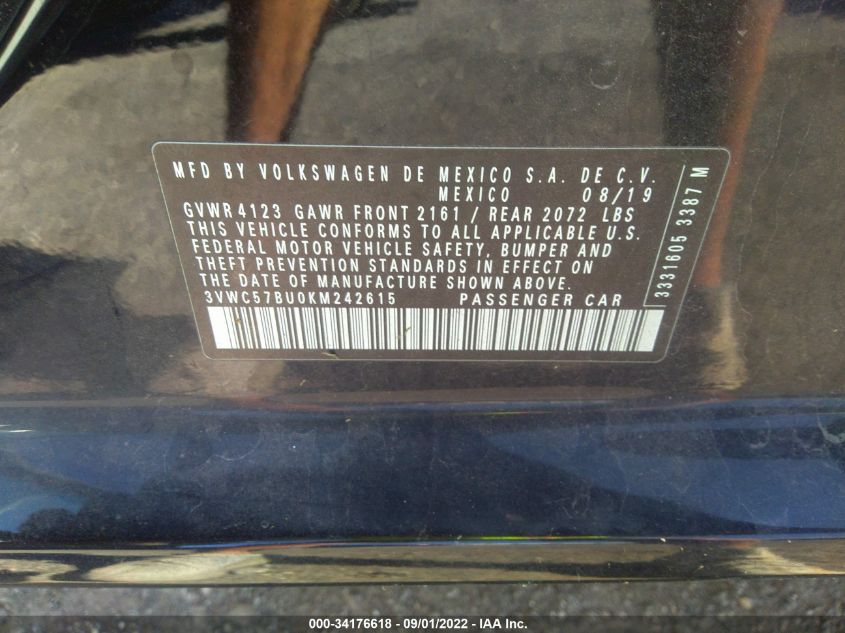 MFD BY VOLKSWAGEN DE MEXICO S.A. DE C.V.
MEXICO 08/19
GVWR 4123 GAWR FRONT 2161 / REAR 2072 LBS
THIS VEHICLE CONFORMS TO ALL APPLICABLE U.S.
FEDERAL MOTOR VEHICLE SAFETY, BUMPER AND
THEFT PREVENTION STANDARDS IN EFFECT ON
THE DATE OF MANUFACTURE SHOWN ABOVE.
3VWC57BU0KM242615 PASSENGER CAR
3331605 3387 M
000-34176618 - 09/01/2022 - IAA Inc.